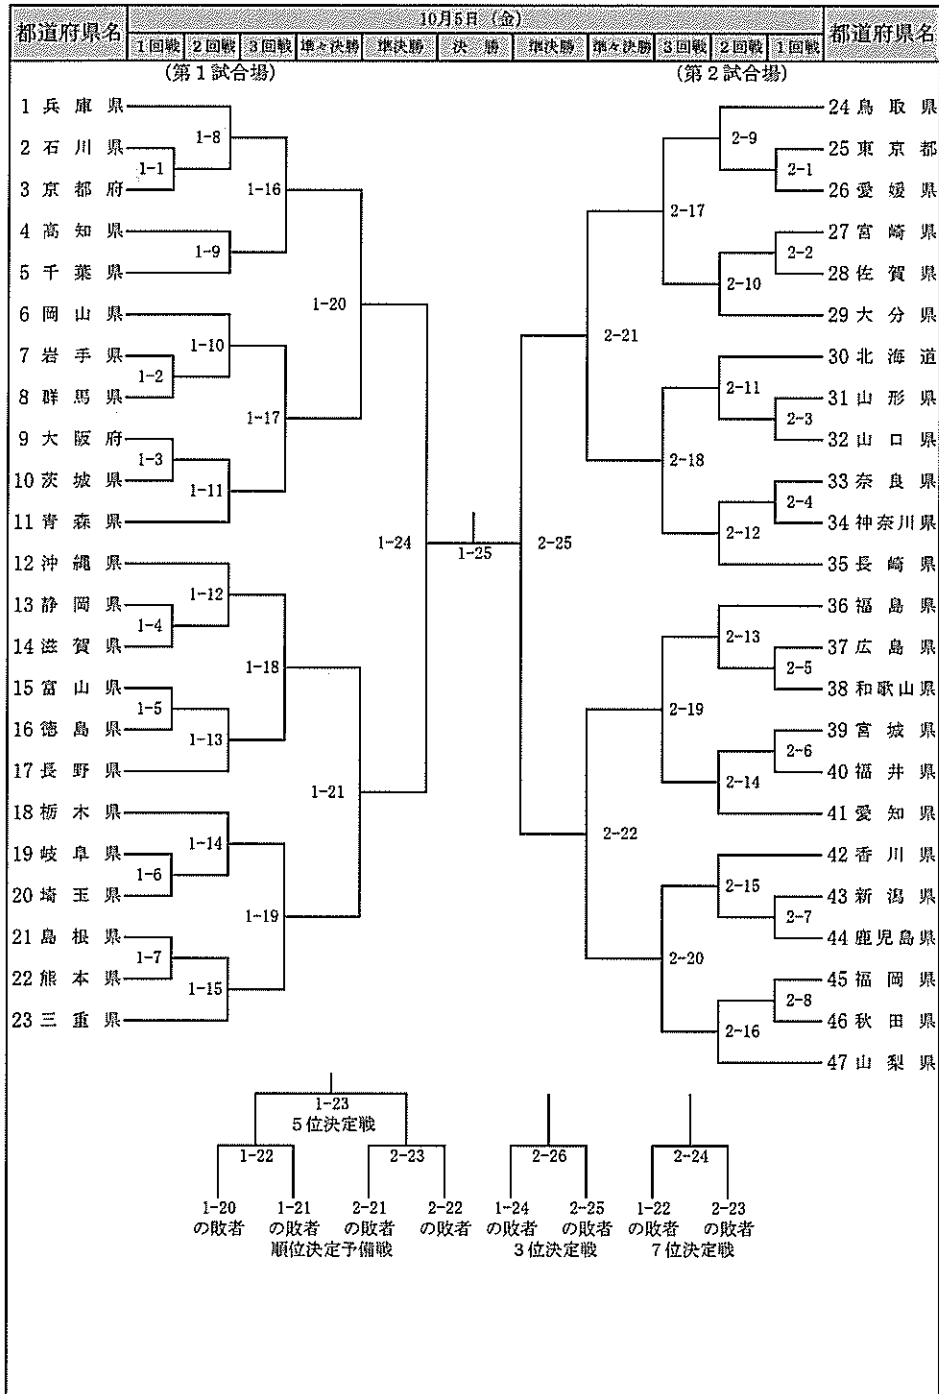 都道府県名 10月5日（金） 都道府県名
1回戦 2回戦 3回戦 準々決勝 準決勝 決勝 準決勝 準々決勝 3回戦 2回戦 1回戦
(第1試合場) (第2試合場)
1 兵庫県
2 石川県
3 京都府
4 高知県
5 千葉県
6 岡山県
7 岩手県
8 群馬県
9 大阪府
10 茨城県
11 青森県
12 沖縄県
13 静岡県
14 滋賀県
15 富山県
16 徳島県
17 長野県
18 栃木県
19 岐阜県
20 埼玉県
21 島根県
22 熊本県
23 三重県
1-1
1-2
1-3
1-4
1-5
1-6
1-7
1-8
1-9
1-10
1-11
1-12
1-13
1-14
1-15
1-16
1-17
1-18
1-19
1-20
1-21
1-24
1-25
2-25
2-21
2-22
2-17
2-18
2-19
2-20
2-9
2-10
2-11
2-12
2-13
2-14
2-15
2-16
2-1
2-2
2-3
2-4
2-5
2-6
2-7
2-8
24 鳥取県
25 東京都
26 愛媛県
27 宮崎県
28 佐賀県
29 大分県
30 北海道
31 山形県
32 山口県
33 奈良県
34 神奈川県
35 長崎県
36 福島県
37 広島県
38 和歌山県
39 宮城県
40 福井県
41 愛知県
42 香川県
43 新潟県
44 鹿児島県
45 福岡県
46 秋田県
47 山梨県
1-23
5位決定戦
1-22 2-23 2-26 2-24
1-20 1-21 2-21 2-22 1-24 2-25 1-22 2-23
の敗者 の敗者 の敗者 の敗者 の敗者 の敗者 の敗者 の敗者
順位決定予備戦 3位決定戦 7位決定戦